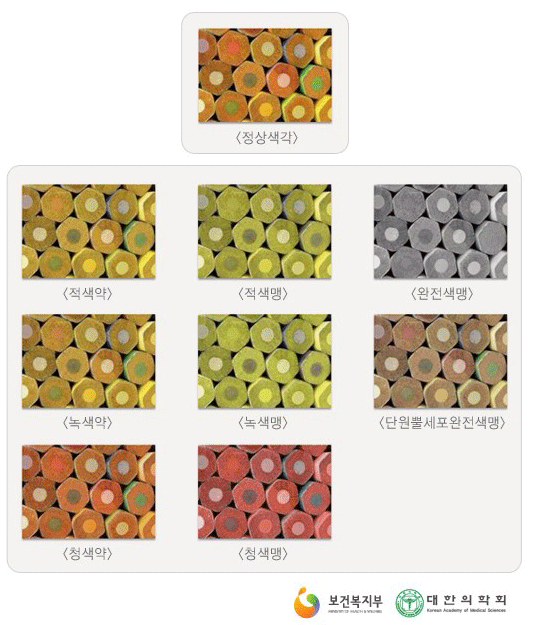 〈정상색각〉
〈적색약〉 〈적색맹〉 〈완전색맹〉
〈녹색약〉 〈녹색맹〉 〈단원뿔세포완전색맹〉
〈청색약〉 〈청색맹〉
보건복지부 대한의학회
MINISTRY OF HEALTH & WELFARE Korean Academy of Medical Sciences